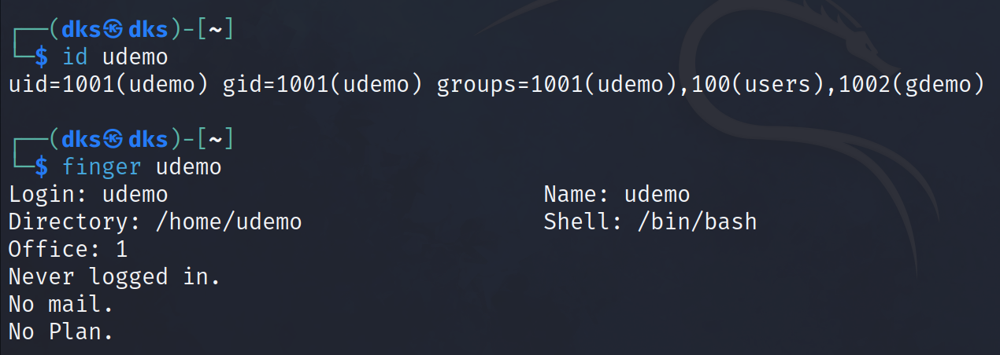 ┌──(dks㉿dks)-[~]
└─$ id udemo
uid=1001(udemo) gid=1001(udemo) groups=1001(udemo),100(users),1002(gdemo)
┌──(dks㉿dks)-[~]
└─$ finger udemo
Login: udemo Name: udemo
Directory: /home/udemo Shell: /bin/bash
Office: 1
Never logged in.
No mail.
No Plan.